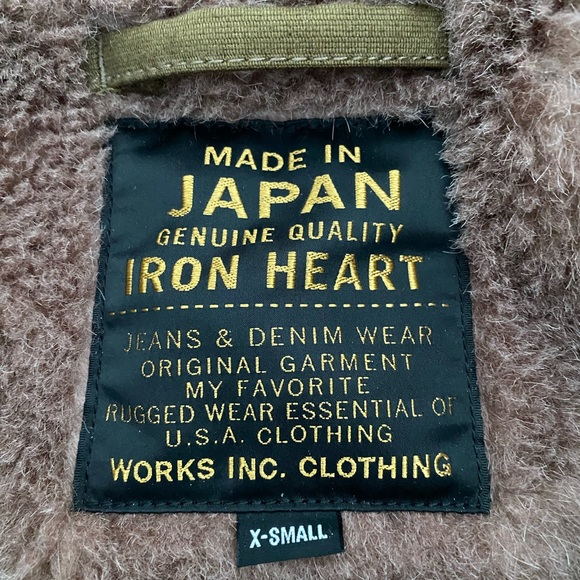 MADE IN
JAPAN
GENUINE QUALITY
IRON HEART
JEANS & DENIM WEAR
ORIGINAL GARMENT
MY FAVORITE
RUGGED WEAR ESSENTIAL OF
U.S.A. CLOTHING
WORKS INC. CLOTHING
X-SMALL